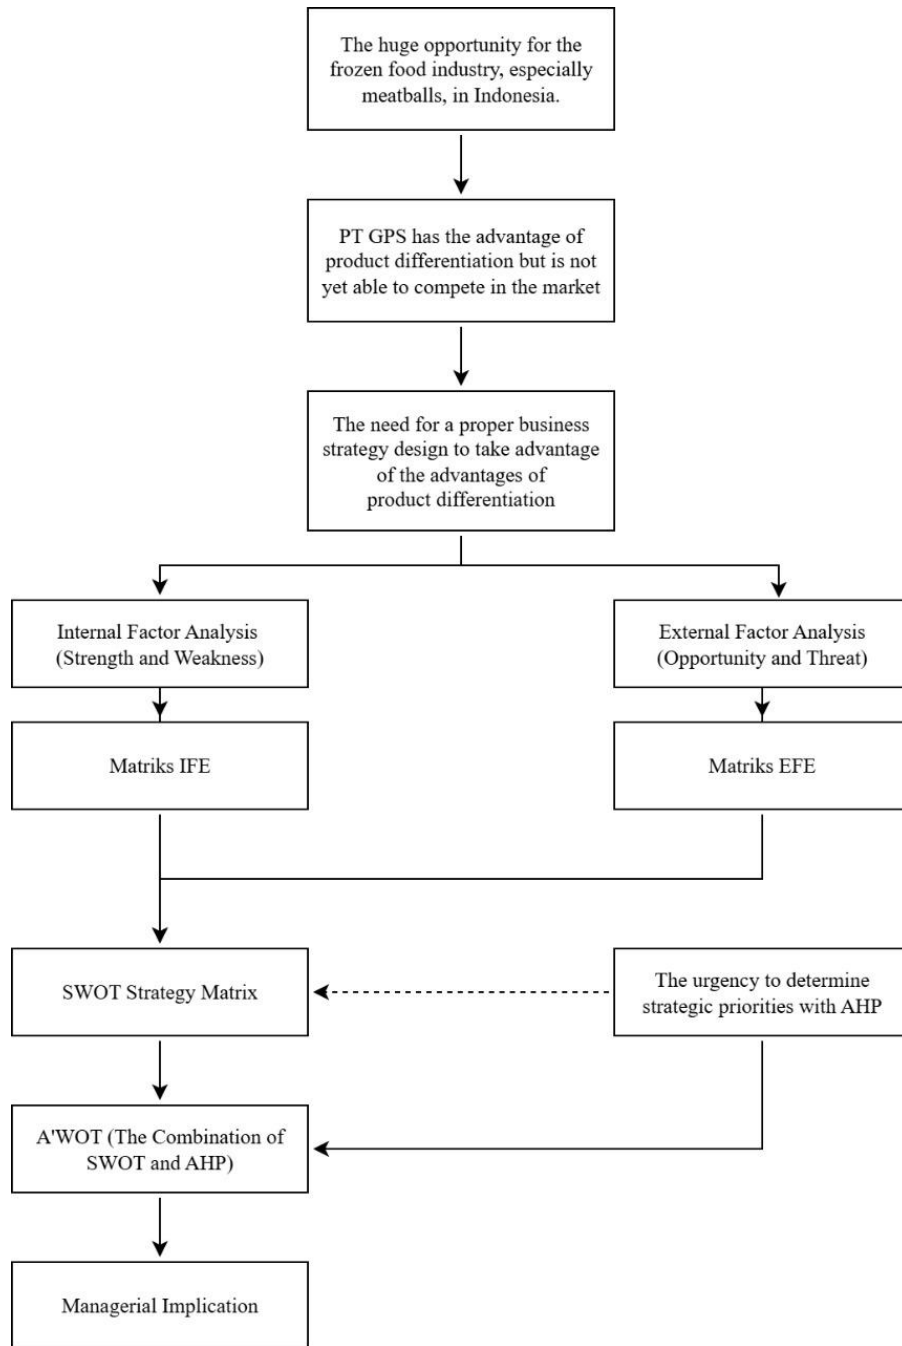 The huge opportunity for the
frozen food industry, especially
meatballs, in Indonesia.
PT GPS has the advantage of
product differentiation but is not
yet able to compete in the market
The need for a proper business
strategy design to take advantage
of the advantages of
product differentiation
Internal Factor Analysis
(Strength and Weakness)
External Factor Analysis
(Opportunity and Threat)
Matriks IFE
Matriks EFE
SWOT Strategy Matrix
The urgency to determine
strategic priorities with AHP
A'WOT (The Combination of
SWOT and AHP)
Managerial Implication